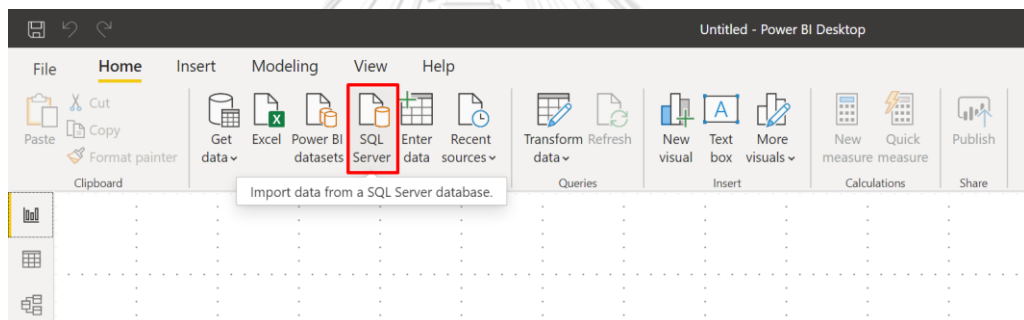 Untitled - Power BI Desktop
File Home Insert Modeling View Help
Paste
Cut
Copy
Format painter
Get data
Excel
Power BI datasets
SQL Server
Enter data
Recent sources
Transform data
Refresh
New visual
Text box
More visuals
New measure
Quick measure
Publish
Clipboard
Queries
Insert
Calculations
Share
Import data from a SQL Server database.